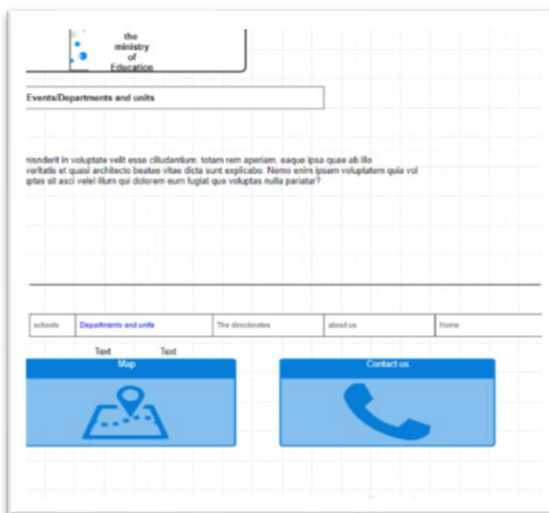 the
ministry
of
Education
Events/Departments and units
nisnderit in voluptate velit esse cilludantium, totam rem aperiam, eaque ipsa quae ab illo
veritatis et quasi architecto beatae vitae dicta sunt explicabo. Nemo enim ipsam voluptatem quia vol
uptas sit asci velei illum qui dolorem eum fugiat quo voluptas nulla pariatur?
schools
Departments and units
The directorates
about us
Home
Text
Text
Map
Contact us